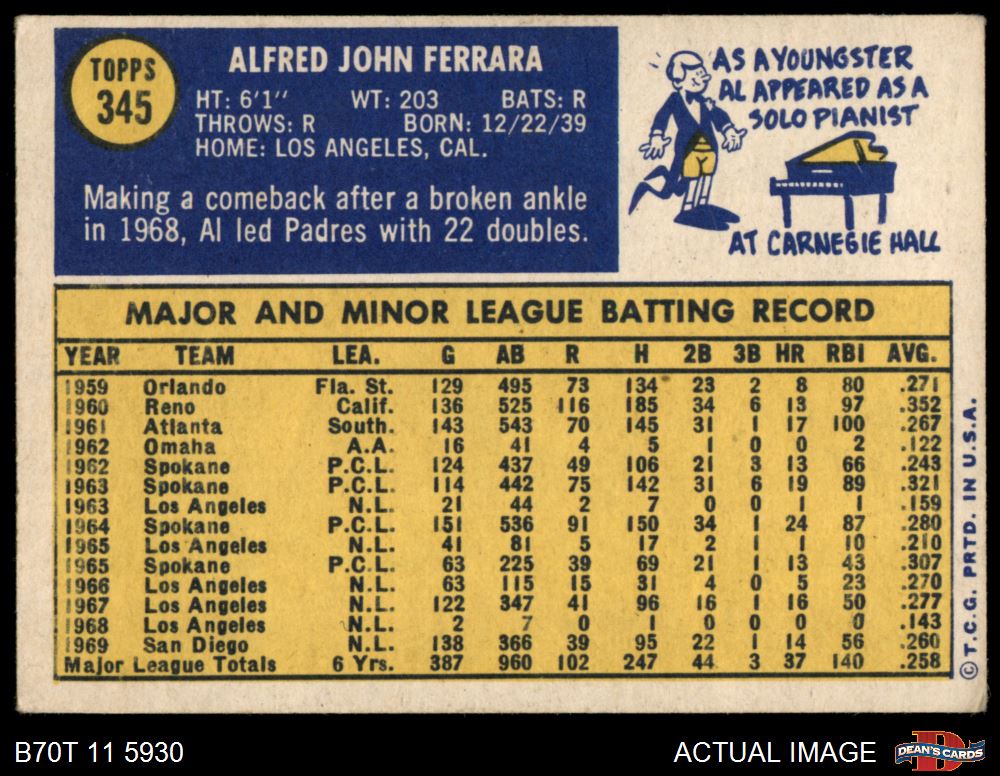 TOPPS
345
ALFRED JOHN FERRARA
HT: 6'1" WT: 203 BATS: R
THROWS: R BORN: 12/22/39
HOME: LOS ANGELES, CAL.
Making a comeback after a broken ankle
in 1968, Al led Padres with 22 doubles.
AS A YOUNGSTER
AL APPEARED AS A
SOLO PIANIST
AT CARNEGIE HALL
MAJOR AND MINOR LEAGUE BATTING RECORD
YEAR TEAM LEA. G AB R H 2B 3B HR RBI AVG.
1959 Orlando Fla. St. 129 495 73 134 23 2 8 80 .271
1960 Reno Calif. 136 525 116 185 34 6 13 97 .352
1961 Atlanta South. 143 543 70 145 31 1 17 100 .267
1962 Omaha A.A. 16 41 4 5 1 0 0 2 .122
1962 Spokane P.C.L. 124 437 49 106 21 3 13 66 .243
1963 Spokane P.C.L. 114 442 75 142 31 6 19 89 .321
1963 Los Angeles N.L. 21 44 2 7 0 0 1 1 .159
1964 Spokane P.C.L. 151 536 91 150 34 1 24 87 .280
1965 Los Angeles N.L. 41 81 5 17 2 1 1 10 .210
1965 Spokane P.C.L. 63 225 39 69 21 1 13 43 .307
1966 Los Angeles N.L. 63 115 15 31 4 0 5 23 .270
1967 Los Angeles N.L. 122 347 41 96 16 1 16 50 .277
1968 Los Angeles N.L. 2 7 0 1 0 0 0 0 .143
1969 San Diego N.L. 138 366 39 95 22 1 14 56 .260
Major League Totals 6 Yrs. 387 960 102 247 44 3 37 140 .258
© T.C.G. PRTD. IN U.S.A.
B70T 11 5930
ACTUAL IMAGE
DEAN'S CARDS